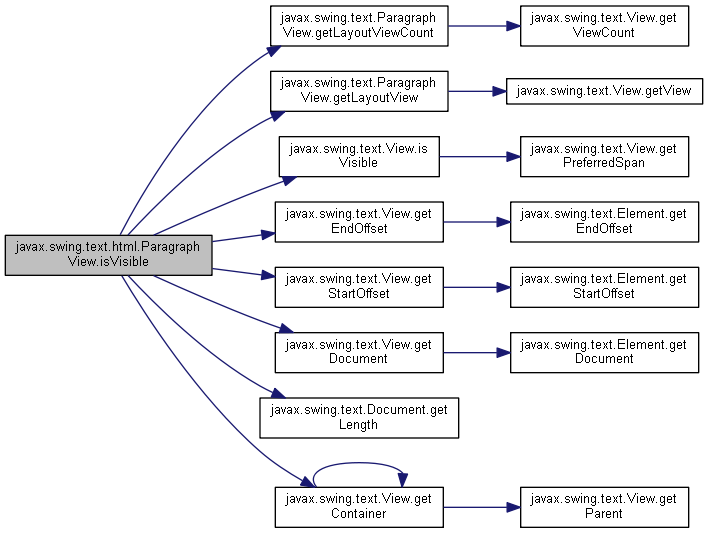 javax.swing.text.html.Paragraph
View.isVisible
javax.swing.text.Paragraph
View.getLayoutViewCount
javax.swing.text.View.get
ViewCount
javax.swing.text.Paragraph
View.getLayoutView
javax.swing.text.View.getView
javax.swing.text.View.is
Visible
javax.swing.text.View.get
PreferredSpan
javax.swing.text.View.get
EndOffset
javax.swing.text.Element.get
EndOffset
javax.swing.text.View.get
StartOffset
javax.swing.text.Element.get
StartOffset
javax.swing.text.View.get
Document
javax.swing.text.Element.get
Document
javax.swing.text.Document.get
Length
javax.swing.text.View.get
Container
javax.swing.text.View.get
Parent